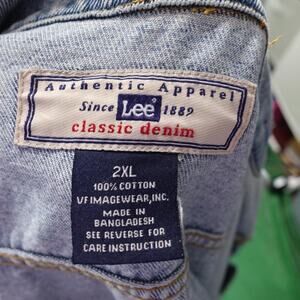 Authentic Apparel
Since Lee® 1889
classic denim
2XL
100% COTTON
VF IMAGEWEAR, INC.
MADE IN
BANGLADESH
SEE REVERSE FOR
CARE INSTRUCTION